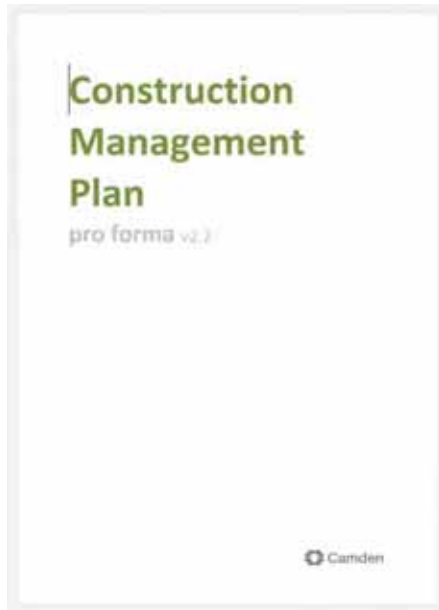 Construction
Management
Plan
pro forma v2.2
Camden